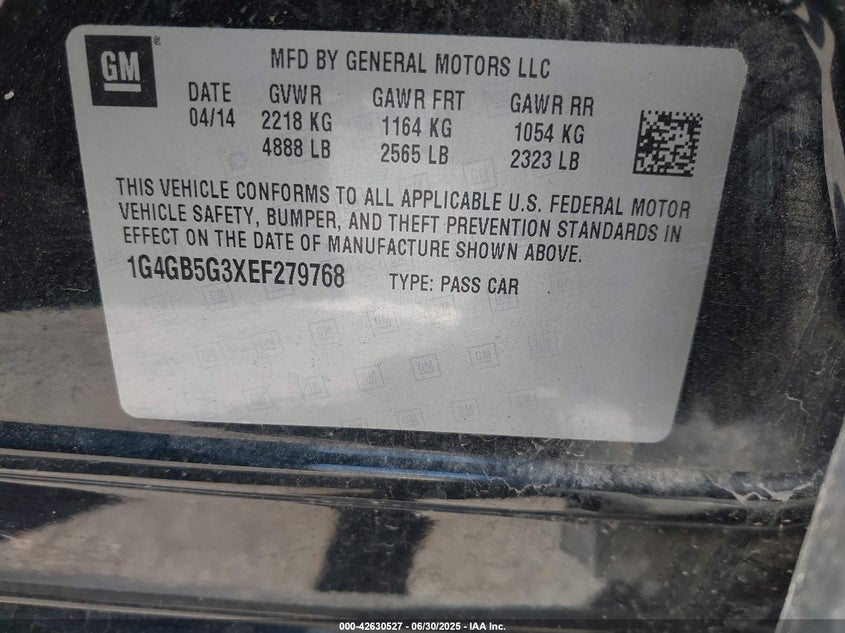 GM
®
MFD BY GENERAL MOTORS LLC
DATE GVWR GAWR FRT GAWR RR
04/14 2218 KG 1164 KG 1054 KG
4888 LB 2565 LB 2323 LB
THIS VEHICLE CONFORMS TO ALL APPLICABLE U.S. FEDERAL MOTOR
VEHICLE SAFETY, BUMPER, AND THEFT PREVENTION STANDARDS IN
EFFECT ON THE DATE OF MANUFACTURE SHOWN ABOVE.
1G4GB5G3XEF279768 TYPE: PASS CAR
000-42630527 - 06/30/2025 - IAA Inc.